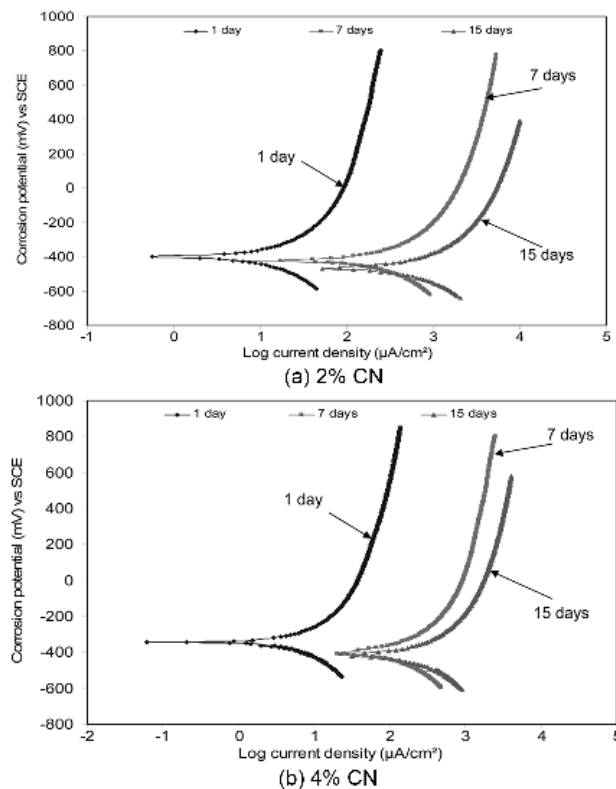 1000
1 day 7 days 15 days
800
7 days
600
400
1 day
200
0
-200
-400
15 days
-600
-800
-1 0 1 2 3 4 5
Corrosion potential (mV) vs SCE
Log current density (µA/cm²)
(a) 2% CN
1000
1 day 7 days 15 days
800
7 days
600
400
1 day
200
0
-200
15 days
-400
-600
-800
-2 -1 0 1 2 3 4 5
Corrosion potential (mV) vs SCE
Log current density (µA/cm²)
(b) 4% CN